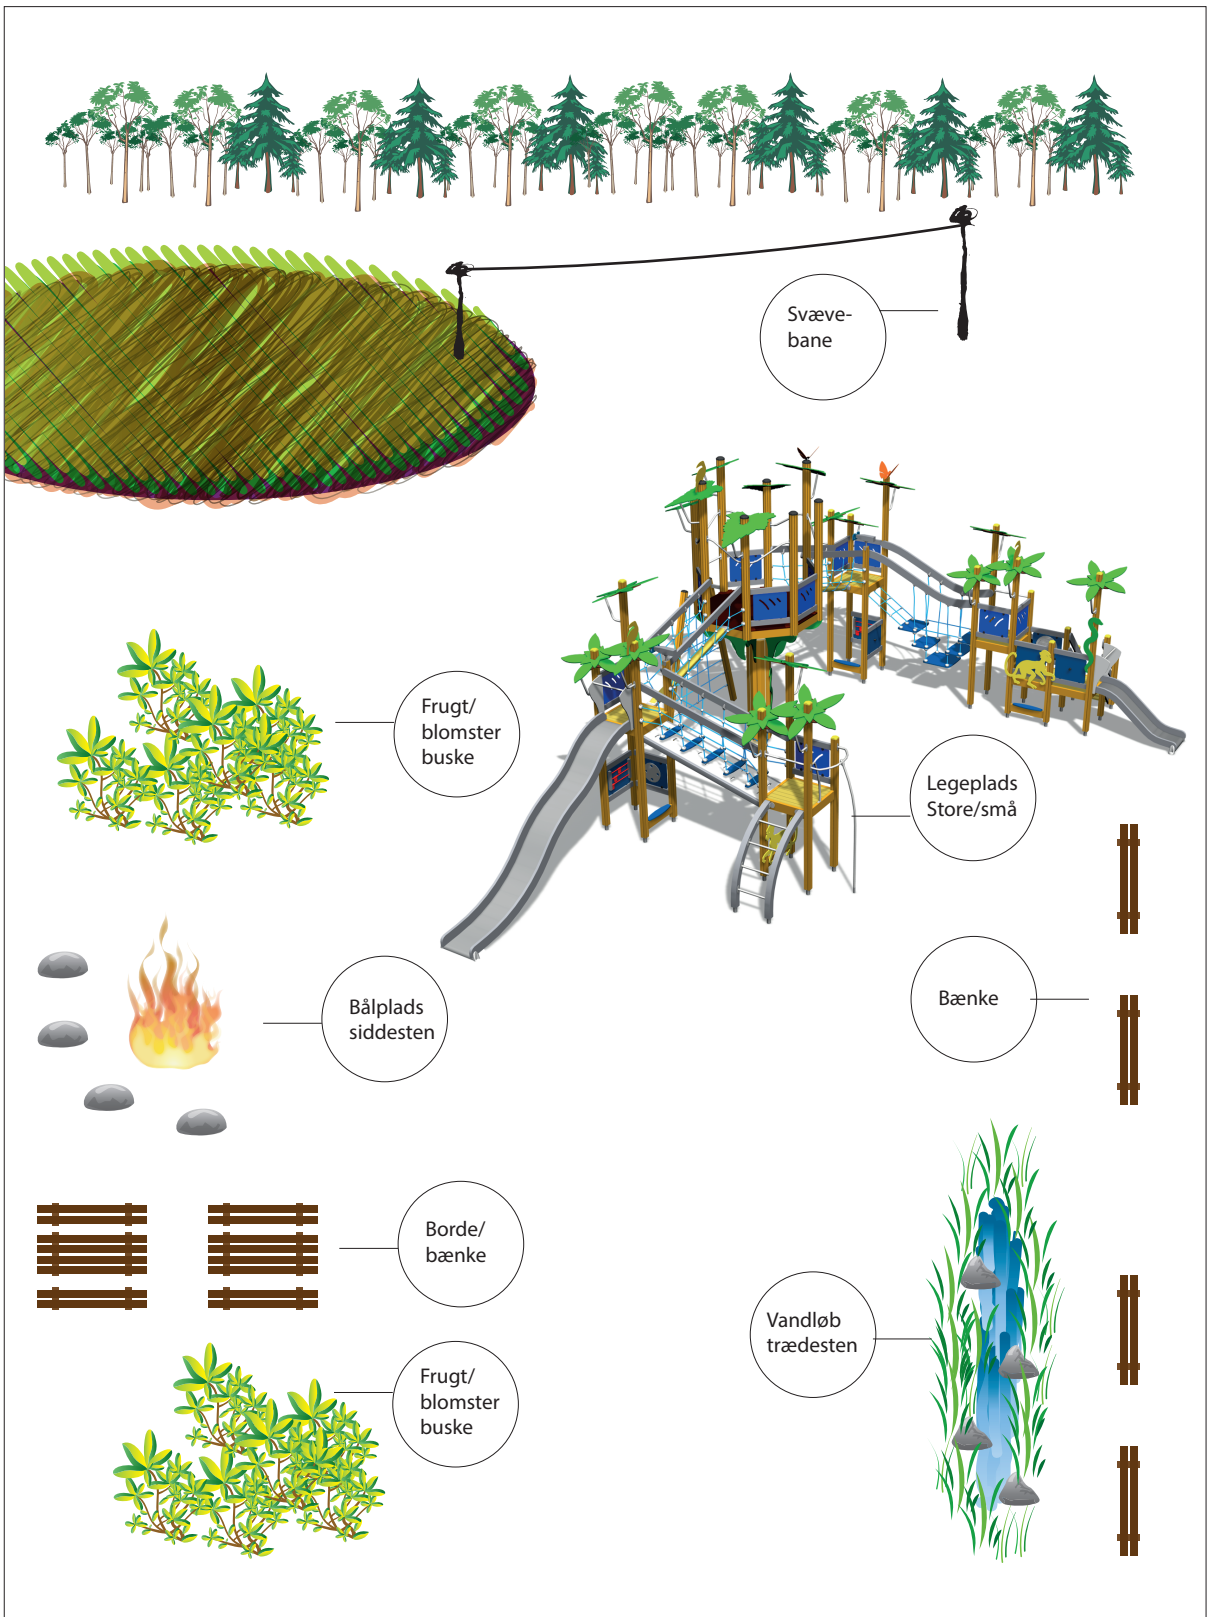 Svæve-
bane
Frugt/
blomster
buske
Legeplads
Store/små
Bålplads
siddesten
Bænke
Borde/
bænke
Vandløb
trædesten
Frugt/
blomster
buske